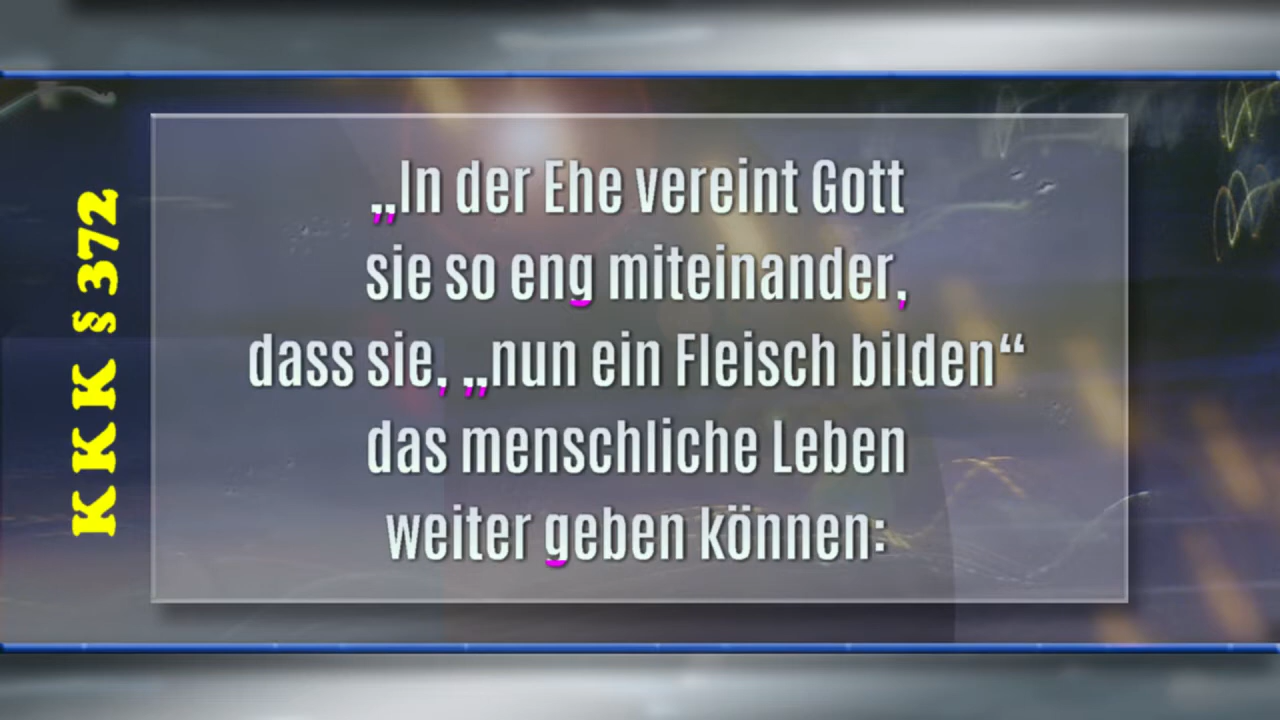 K K K § 372
„In der Ehe vereint Gott
sie so eng miteinander,
dass sie, „nun ein Fleisch bilden“
das menschliche Leben
weiter geben können: